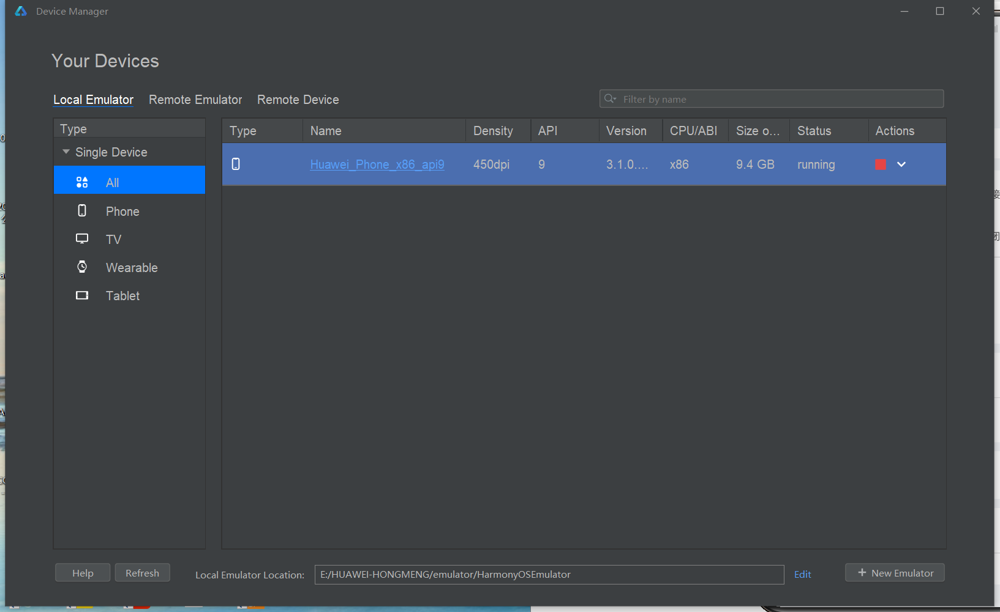 Device Manager
Your Devices
Local Emulator Remote Emulator Remote Device
Filter by name
Type
Single Device
All
Phone
TV
Wearable
Tablet
Type Name Density API Version CPU/ABI Size o... Status Actions
Huawei_Phone_x86_api9 450dpi 9 3.1.0.... x86 9.4 GB running
Help Refresh Local Emulator Location: E:/HUAWEI-HONGMENG/emulator/HarmonyOSEmulator Edit + New Emulator